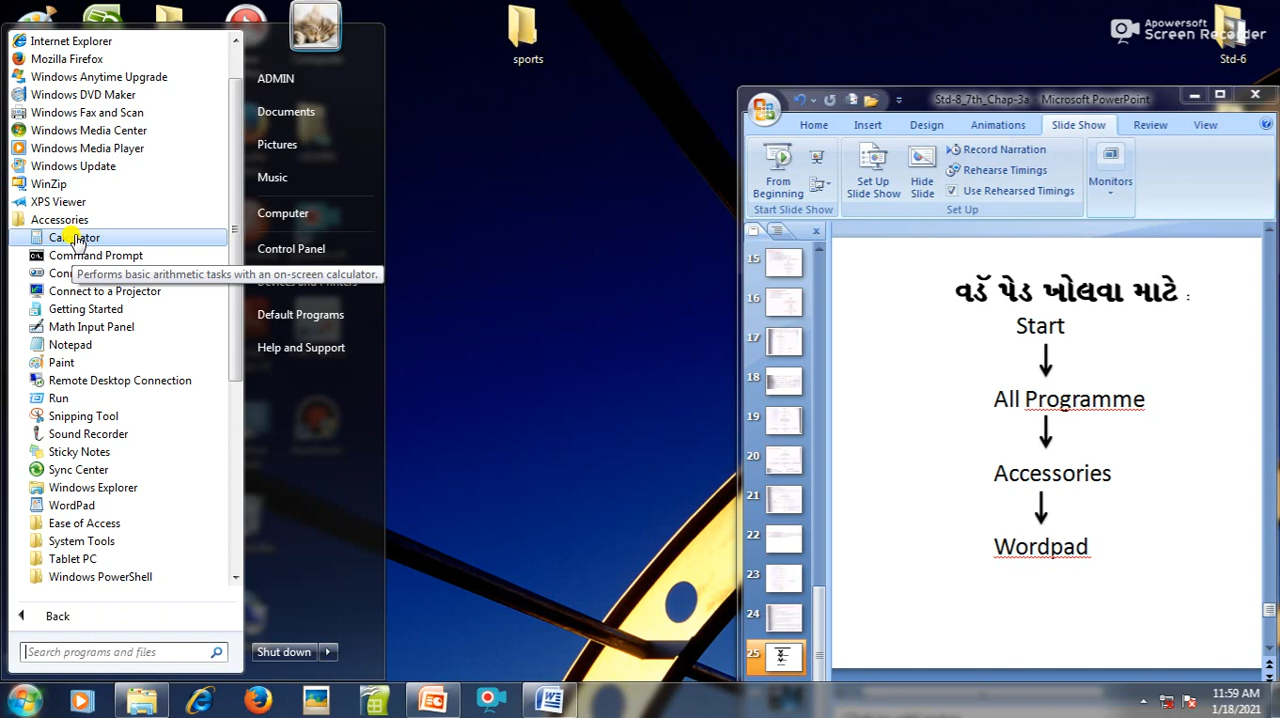 Internet Explorer
Mozilla Firefox
Windows Anytime Upgrade
Windows DVD Maker
Windows Fax and Scan
Windows Media Center
Windows Media Player
Windows Update
WinZip
XPS Viewer
Accessories
Calculator
Command Prompt
Performs basic arithmetic tasks with an on-screen calculator.
Connect to a Projector
Getting Started
Math Input Panel
Notepad
Paint
Remote Desktop Connection
Run
Snipping Tool
Sound Recorder
Sticky Notes
Sync Center
Windows Explorer
WordPad
Ease of Access
System Tools
Tablet PC
Windows PowerShell
Back
Search programs and files
ADMIN
Documents
Pictures
Music
Computer
Control Panel
Default Programs
Help and Support
Shut down
sports
Apowersoft
Screen Recorder
Std-6
Std-8_7th_Chap-3a Microsoft PowerPoint
Home Insert Design Animations Slide Show Review View
From Beginning
Set Up Slide Show
Hide Slide
Record Narration
Rehearse Timings
Use Rehearsed Timings
Monitors
Start Slide Show
Set Up
16
17
18
19
20
21
22
23
24
25
વર્ડ પેડ ખોલવા માટે :
Start
All Programme
Accessories
Wordpad
11:59 AM
1/18/2021